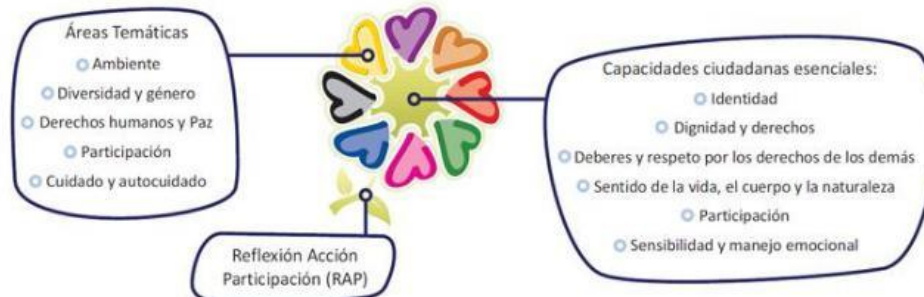 Áreas Temáticas
Ambiente
Diversidad y género
Derechos humanos y Paz
Participación
Cuidado y autocuidado
Capacidades ciudadanas esenciales:
Identidad
Dignidad y derechos
Deberes y respeto por los derechos de los demás
Sentido de la vida, el cuerpo y la naturaleza
Participación
Sensibilidad y manejo emocional
Reflexión Acción
Participación (RAP)